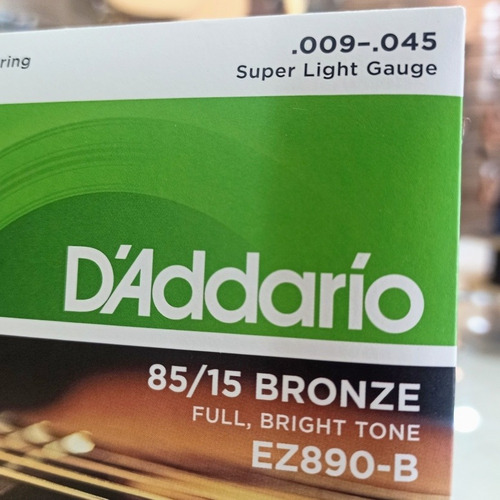 .009–.045
Super Light Gauge
D'Addario
85/15 BRONZE
FULL, BRIGHT TONE
EZ890-B